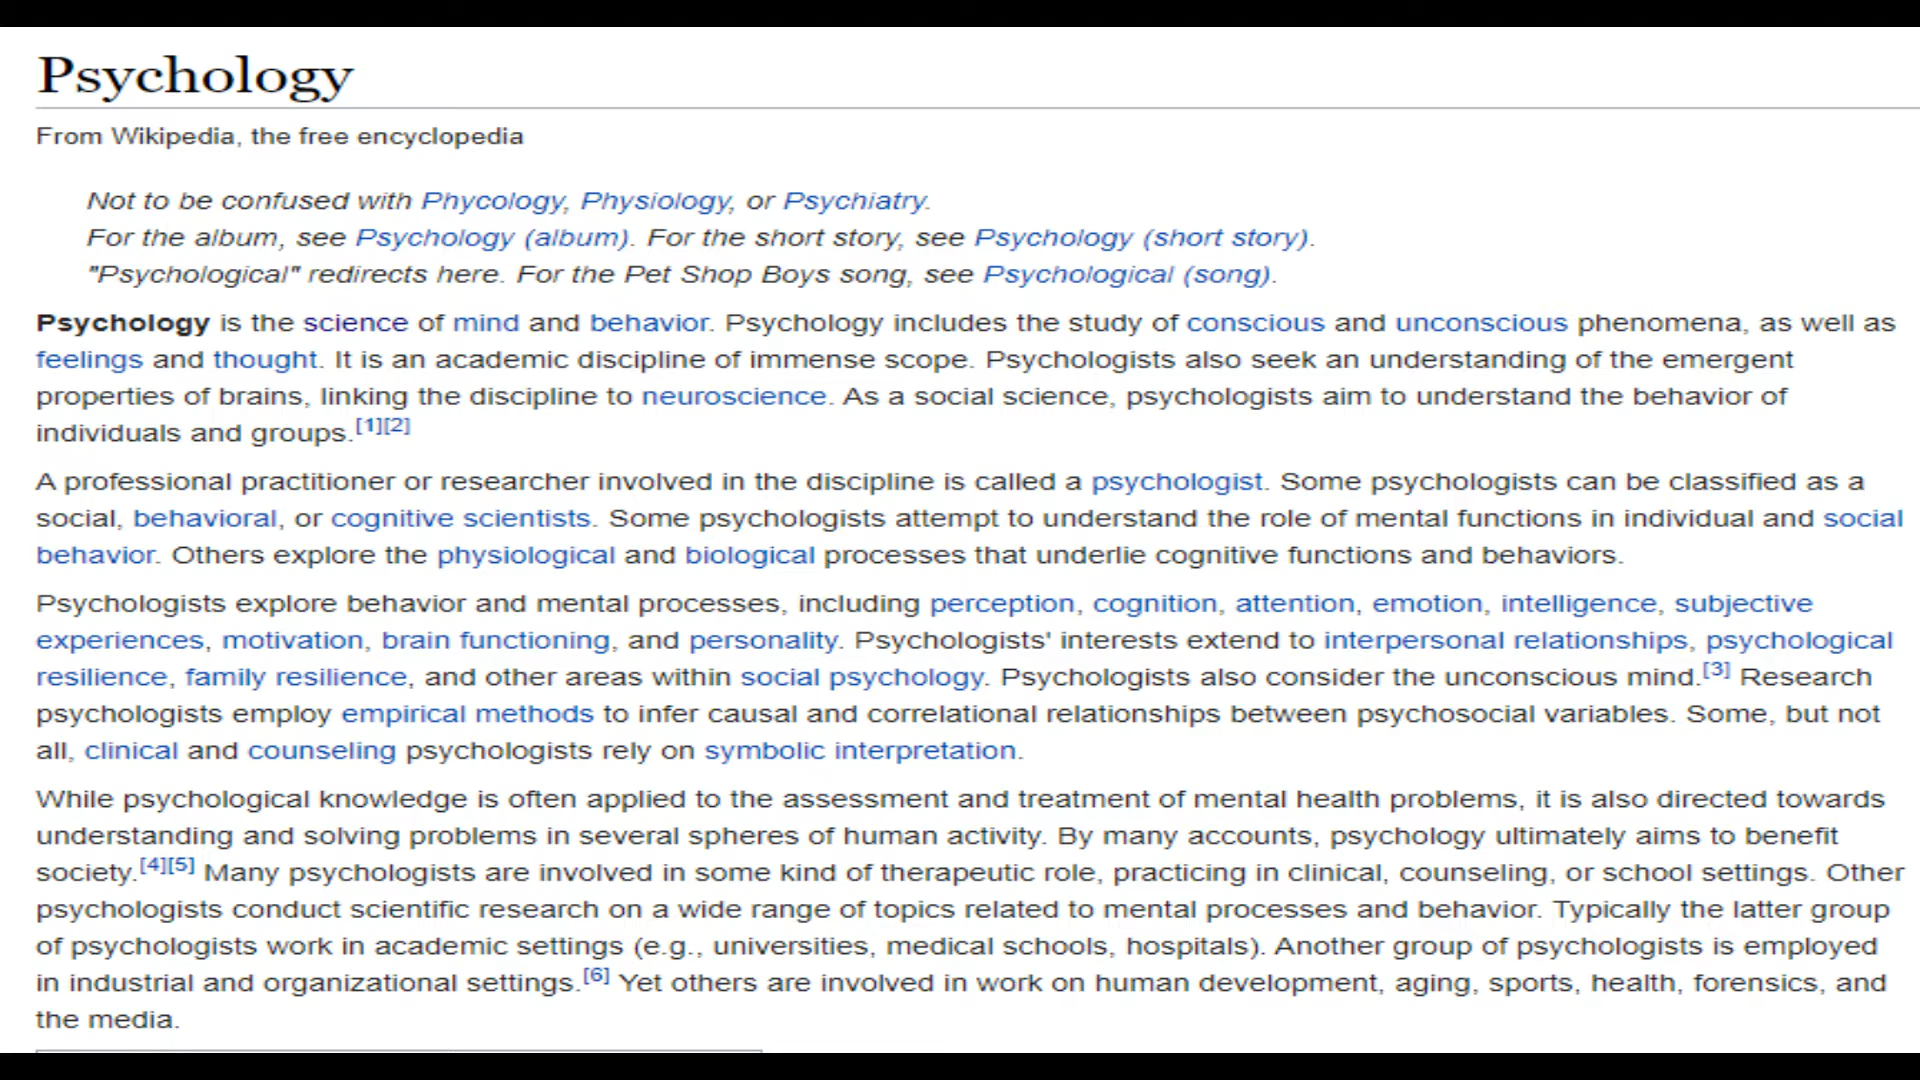 Psychology
From Wikipedia, the free encyclopedia
Not to be confused with Phycology, Physiology, or Psychiatry.
For the album, see Psychology (album). For the short story, see Psychology (short story).
"Psychological" redirects here. For the Pet Shop Boys song, see Psychological (song).
Psychology is the science of mind and behavior. Psychology includes the study of conscious and unconscious phenomena, as well as
feelings and thought. It is an academic discipline of immense scope. Psychologists also seek an understanding of the emergent
properties of brains, linking the discipline to neuroscience. As a social science, psychologists aim to understand the behavior of
individuals and groups.[1][2]
A professional practitioner or researcher involved in the discipline is called a psychologist. Some psychologists can be classified as a
social, behavioral, or cognitive scientists. Some psychologists attempt to understand the role of mental functions in individual and social
behavior. Others explore the physiological and biological processes that underlie cognitive functions and behaviors.
Psychologists explore behavior and mental processes, including perception, cognition, attention, emotion, intelligence, subjective
experiences, motivation, brain functioning, and personality. Psychologists' interests extend to interpersonal relationships, psychological
resilience, family resilience, and other areas within social psychology. Psychologists also consider the unconscious mind.[3] Research
psychologists employ empirical methods to infer causal and correlational relationships between psychosocial variables. Some, but not
all, clinical and counseling psychologists rely on symbolic interpretation.
While psychological knowledge is often applied to the assessment and treatment of mental health problems, it is also directed towards
understanding and solving problems in several spheres of human activity. By many accounts, psychology ultimately aims to benefit
society.[4][5] Many psychologists are involved in some kind of therapeutic role, practicing in clinical, counseling, or school settings. Other
psychologists conduct scientific research on a wide range of topics related to mental processes and behavior. Typically the latter group
of psychologists work in academic settings (e.g., universities, medical schools, hospitals). Another group of psychologists is employed
in industrial and organizational settings.[6] Yet others are involved in work on human development, aging, sports, health, forensics, and
the media.